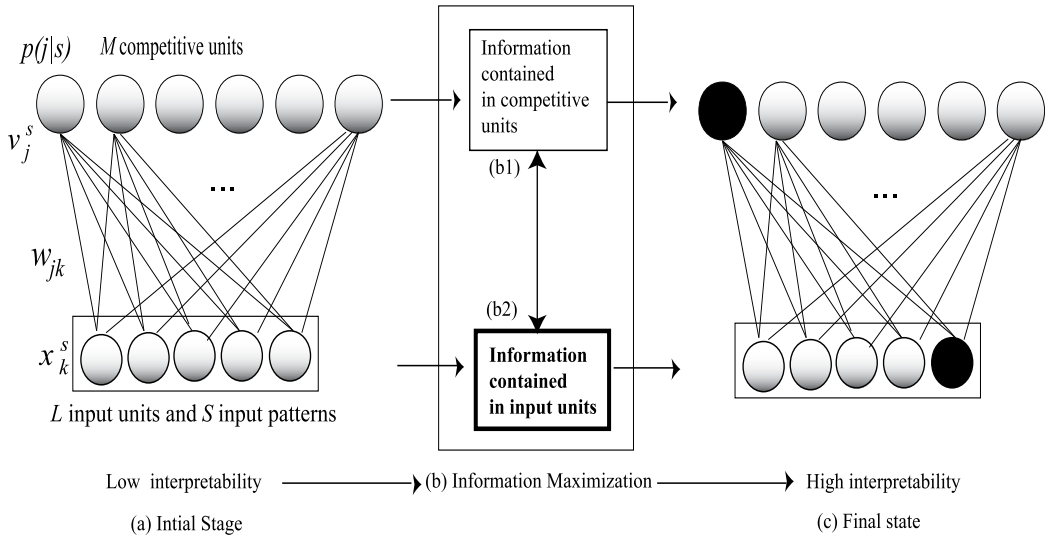 p(j|s)
M competitive units
v_j^s
...
w_jk
x_k^s
L input units and S input patterns
Low interpretability
(a) Intial Stage
Information
contained
in competitive
units
(b1)
(b2)
Information
contained
in input units
(b) Information Maximization
...
High interpretability
(c) Final state